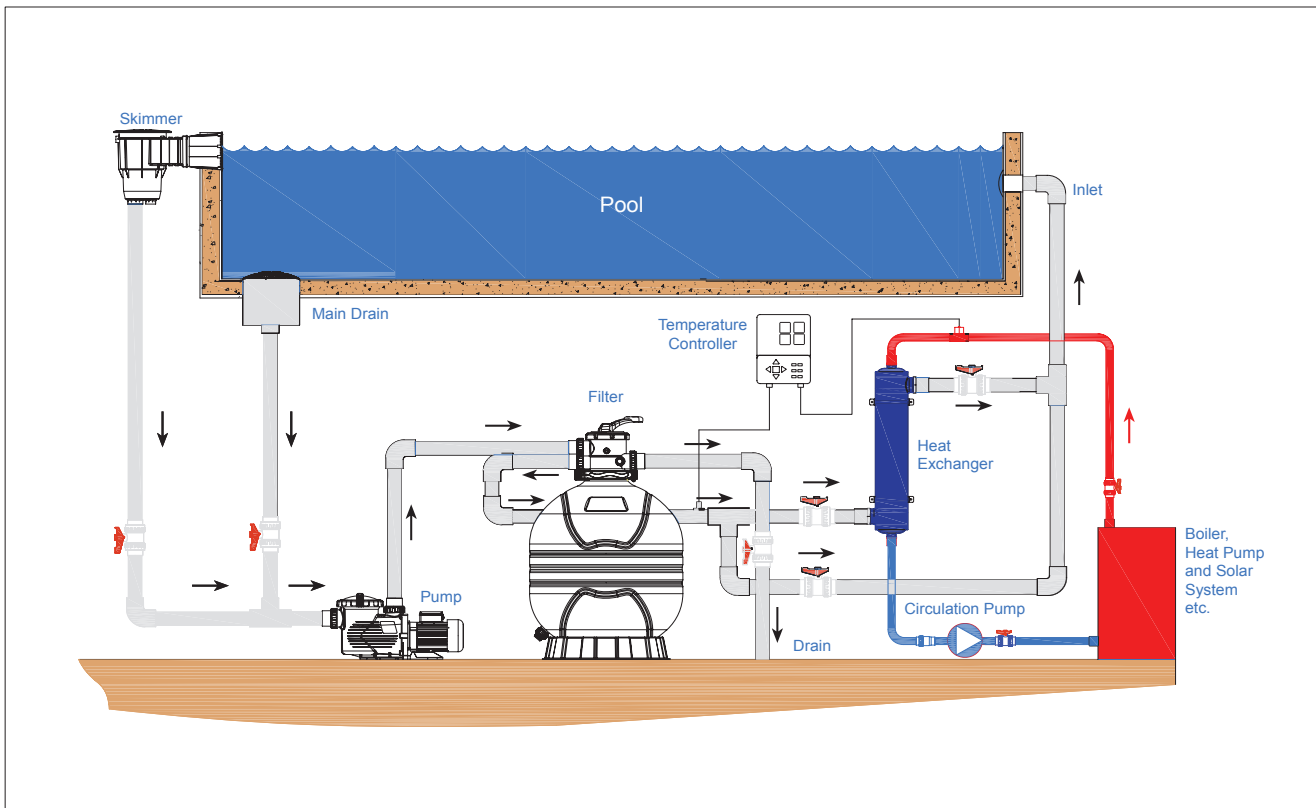 Skimmer
Pool
Inlet
Main Drain
Temperature
Controller
Filter
Heat
Exchanger
Boiler,
Heat Pump
and Solar
System
etc.
Pump
Circulation Pump
Drain